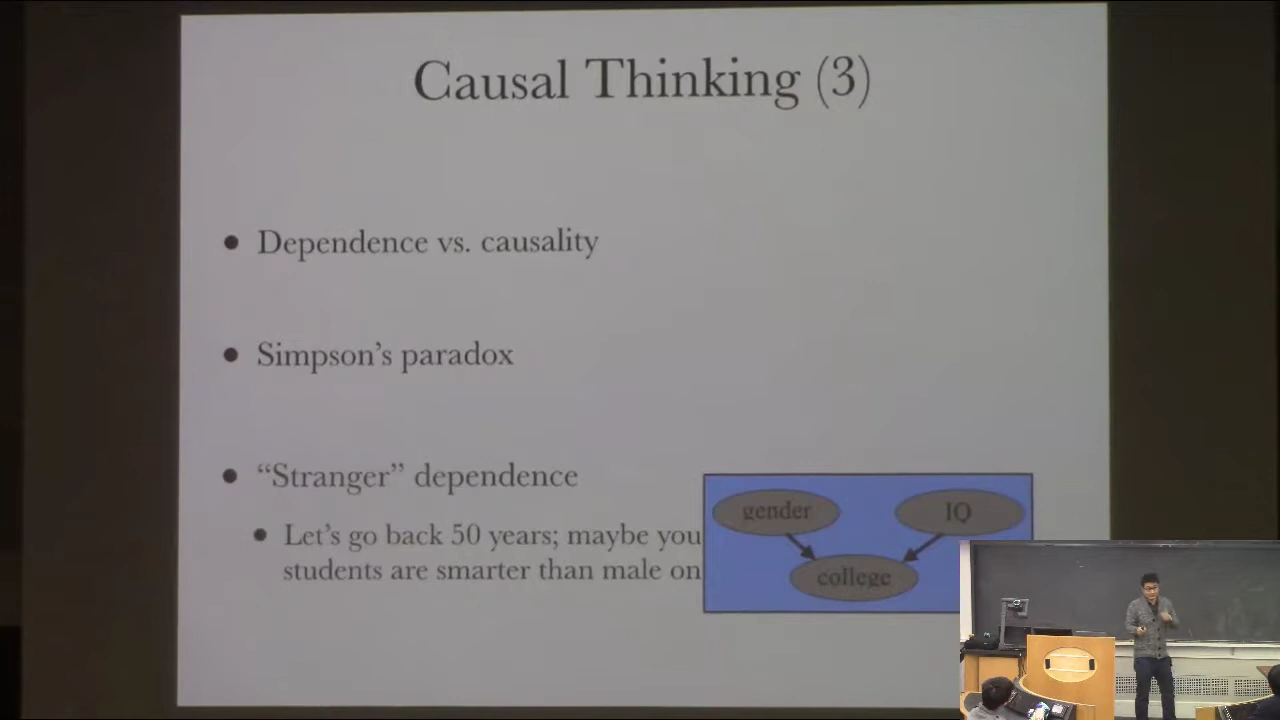 Causal Thinking (3)
• Dependence vs. causality
• Simpson's paradox
• “Stranger” dependence
• Let's go back 50 years; maybe you
students are smarter than male on
gender
IQ
college